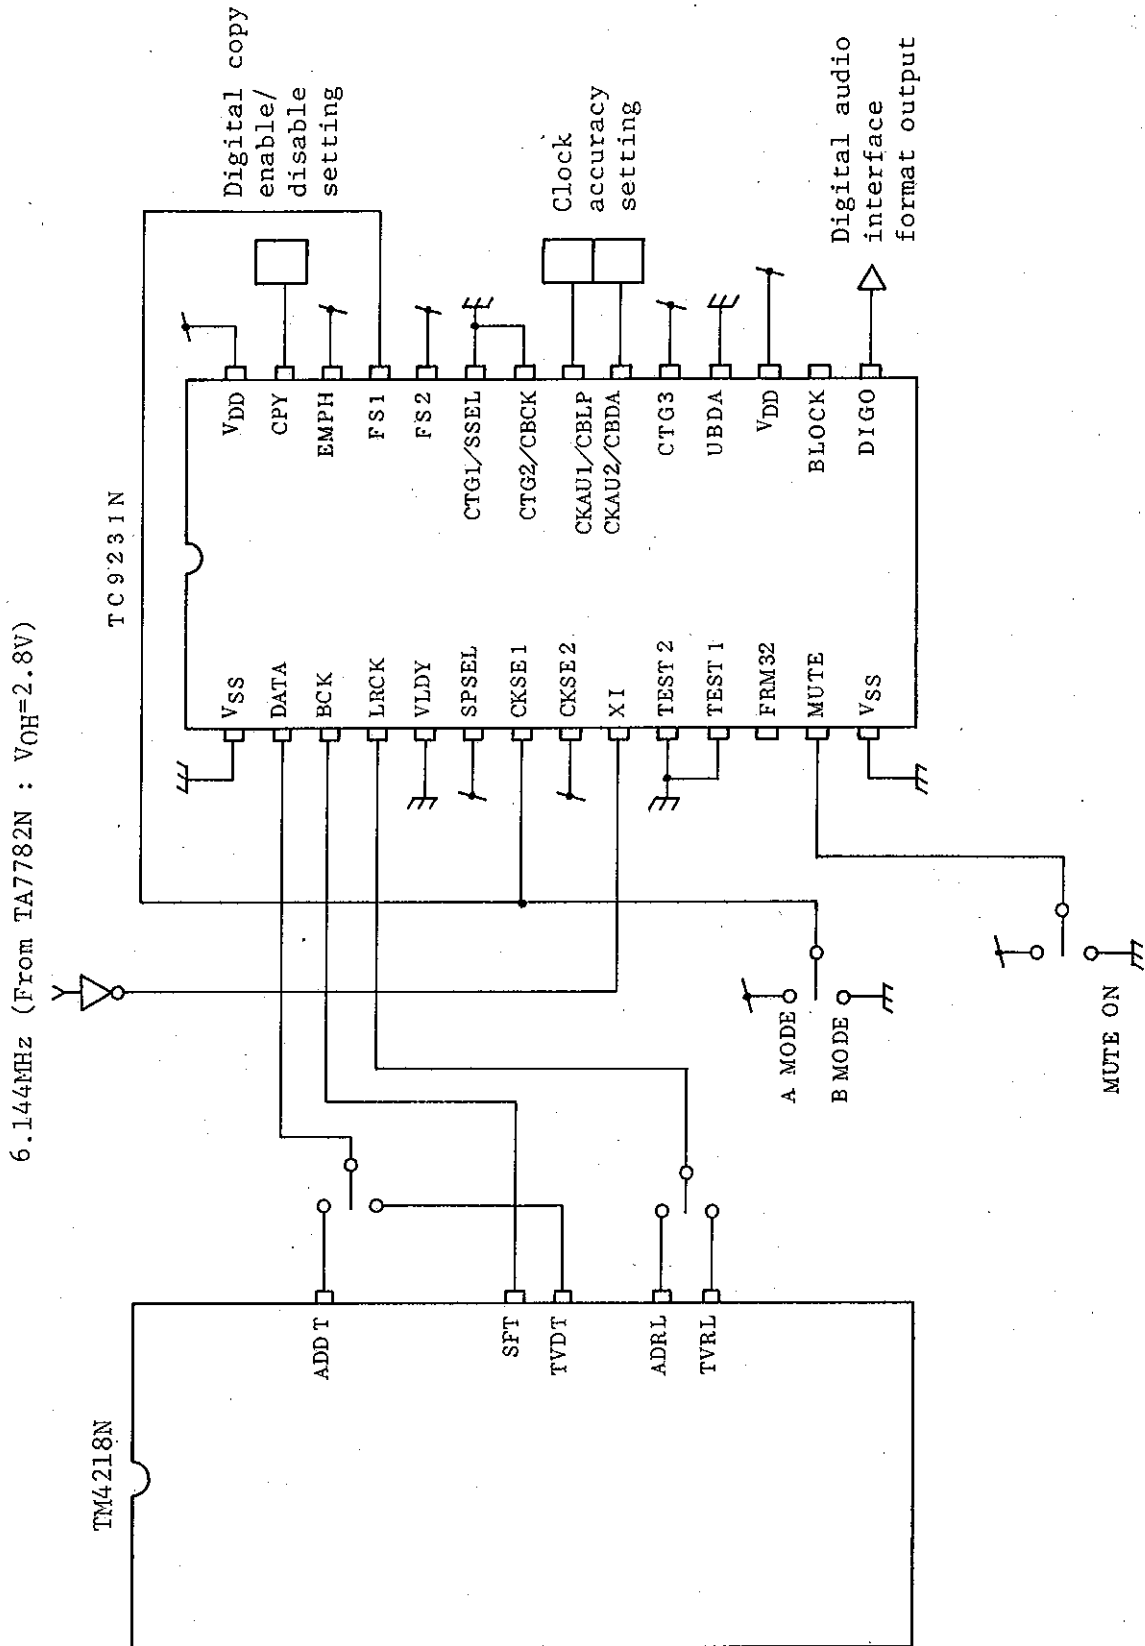 6.144MHz (From TA7782N : VOH=2.8V)
TM4218N
ADDT
SFT
TVDT
ADRL
TVRL
TC9231N
VSS
DATA
BCK
LRCK
VLDY
SPSEL
CKSE1
CKSE2
XI
TEST2
TEST1
FRM32
MUTE
VSS
VDD
CPY
EMPH
FS1
FS2
CTG1/SSEL
CTG2/CBCK
CKAU1/CBLP
CKAU2/CBDA
CTG3
UBDA
VDD
BLOCK
DIGO
Digital copy
enable/
disable
setting
Clock
accuracy
setting
Digital audio
interface
format output
A MODE
B MODE
MUTE ON